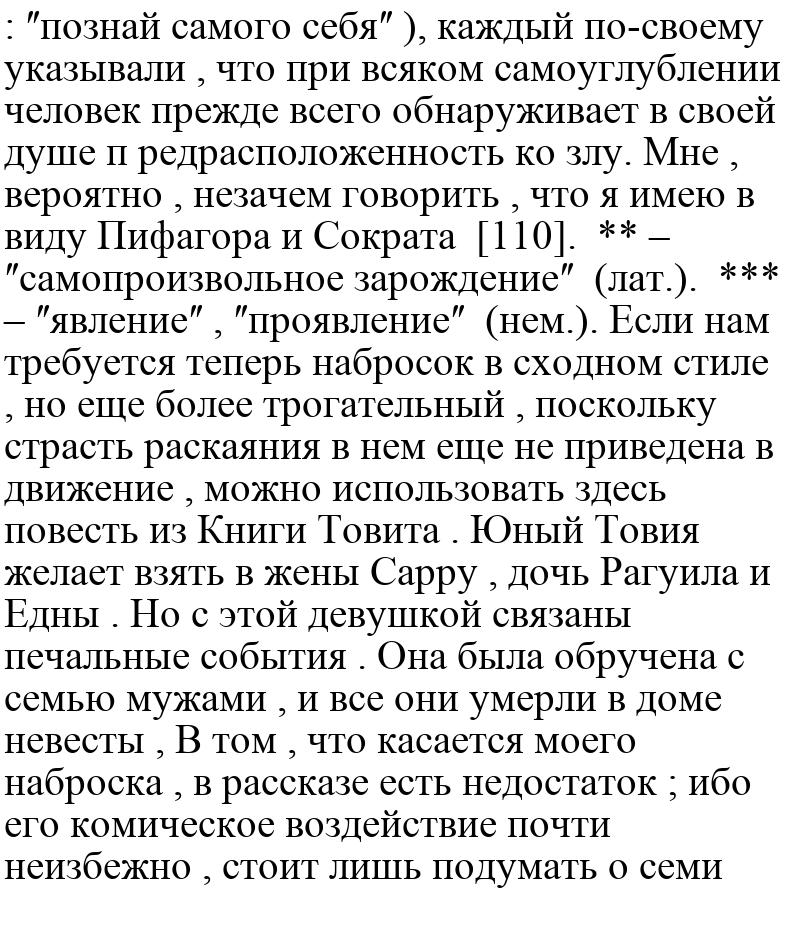 : "познай самого себя" ), каждый по-своему
указывали , что при всяком самоуглублении
человек прежде всего обнаруживает в своей
душе п редрасположенность ко злу. Мне ,
вероятно , незачем говорить , что я имею в
виду Пифагора и Сократа  [110].  ** –
"самопроизвольное зарождение"  (лат.).  ***
– "явление" , "проявление"  (нем.). Если нам
требуется теперь набросок в сходном стиле
, но еще более трогательный , поскольку
страсть раскаяния в нем еще не приведена в
движение , можно использовать здесь
повесть из Книги Товита . Юный Товия
желает взять в жены Сарру , дочь Рагуила и
Едны . Но с этой девушкой связаны
печальные события . Она была обручена с
семью мужами , и все они умерли в доме
невесты , В том , что касается моего
наброска , в рассказе есть недостаток ; ибо
его комическое воздействие почти
неизбежно , стоит лишь подумать о семи